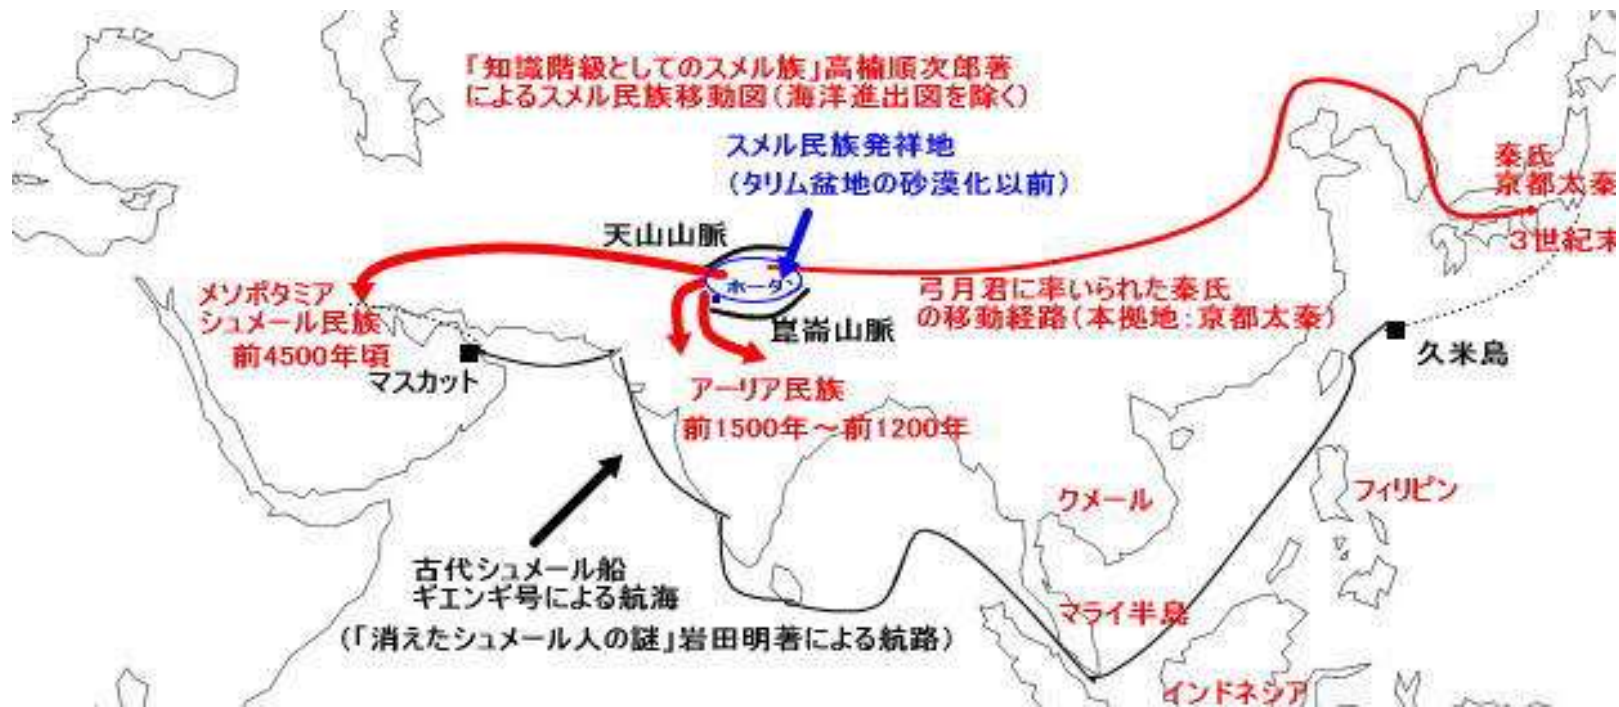 「知識階級としてのスメル族」高楠順次郎著
によるスメル民族移動図(海洋進出図を除く)
スメル民族発祥地
(タリム盆地の砂漠化以前)
秦氏
京都太秦
3世紀末
天山山脈
ホータン
メソポタミア
シュメール民族
前4500年頃
弓月君に率いられた秦氏
の移動経路(本拠地:京都太秦)
崑崙山脈
久米島
マスカット
アーリア民族
前1500年~前1200年
クメール
フィリピン
古代シュメール船
ギエンギ号による航海
(「消えたシュメール人の謎」岩田明著による航路)
マライ半島
インドネシア